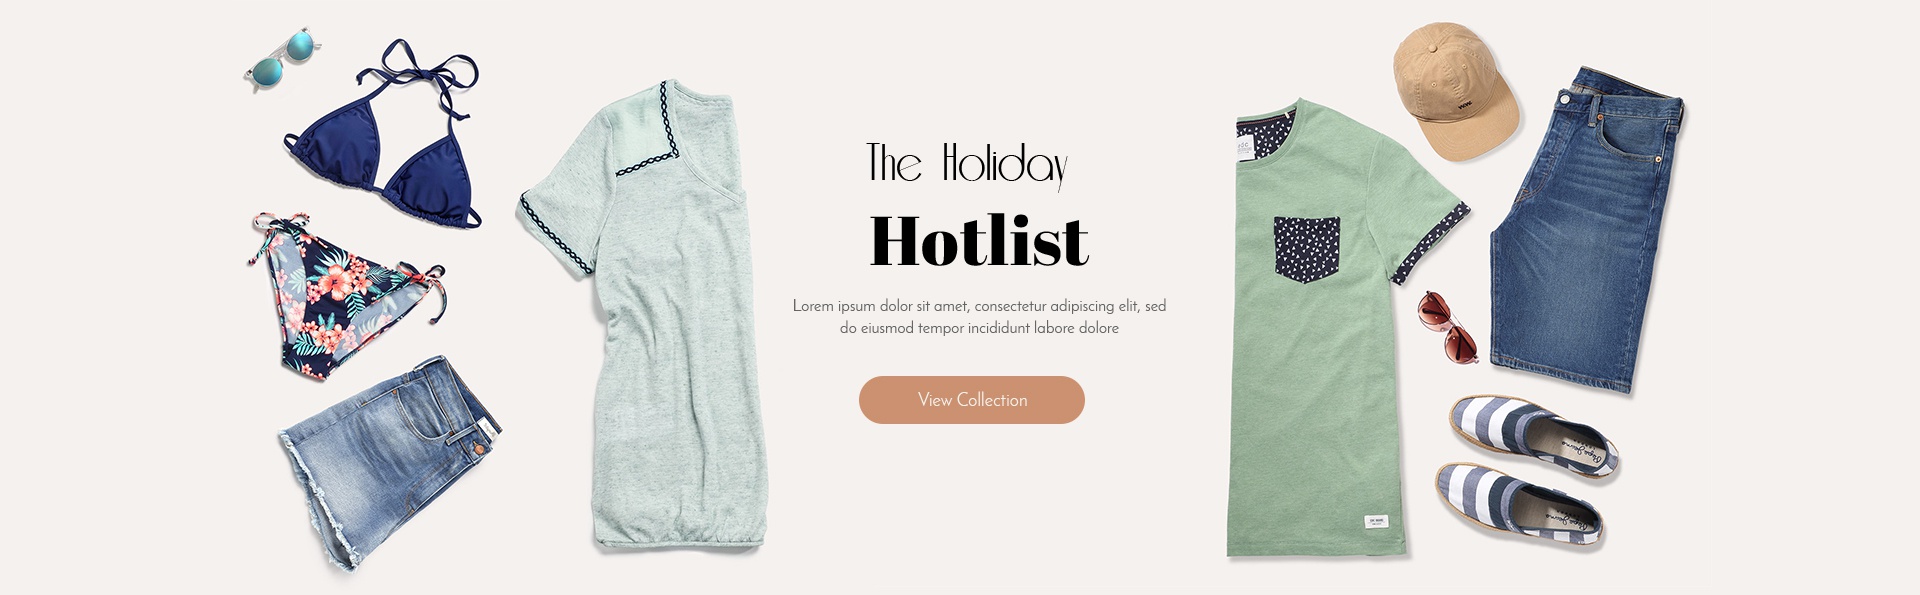 The Holiday
Hotlist
Lorem ipsum dolor sit amet, consectetur adipiscing elit, sed
do eiusmod tempor incididunt labore dolore
View Collection